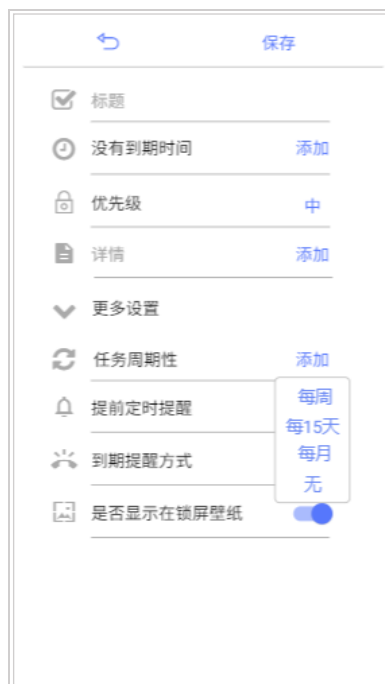 保存
标题
没有到期时间 添加
优先级 中
详情 添加
更多设置
任务周期性 添加
每周
提前定时提醒
每15天
每月
到期提醒方式
无
是否显示在锁屏壁纸